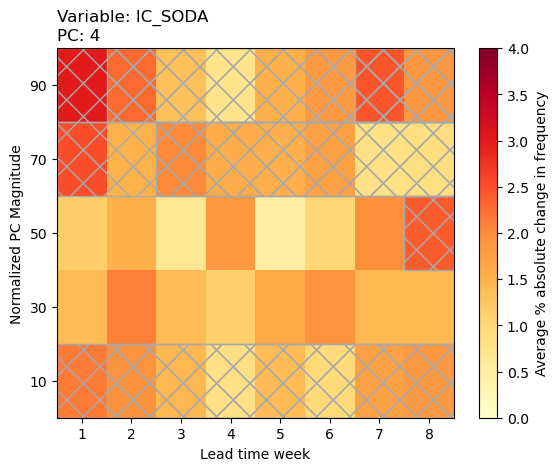 Variable: IC_SODA
PC: 4
Normalized PC Magnitude
90
70
50
30
10
1 2 3 4 5 6 7 8
Lead time week
4.0
3.5
3.0
2.5
2.0
1.5
1.0
0.5
0.0
Average % absolute change in frequency